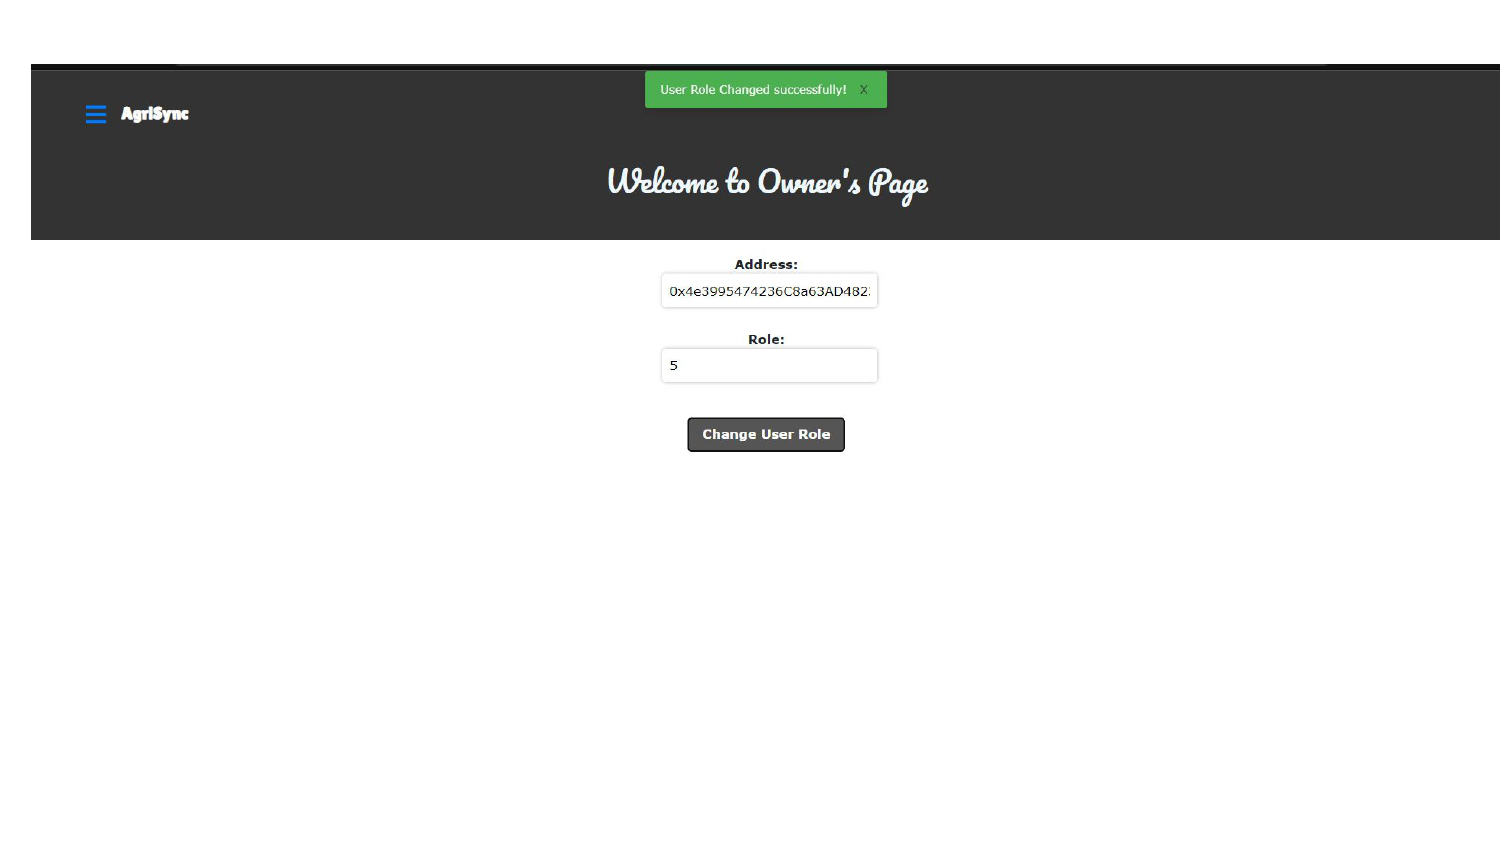 User Role Changed successfully! X
AgriSync
Welcome to Owner's Page
Address:
0x4e3995474236C8a63AD482
Role:
5
Change User Role